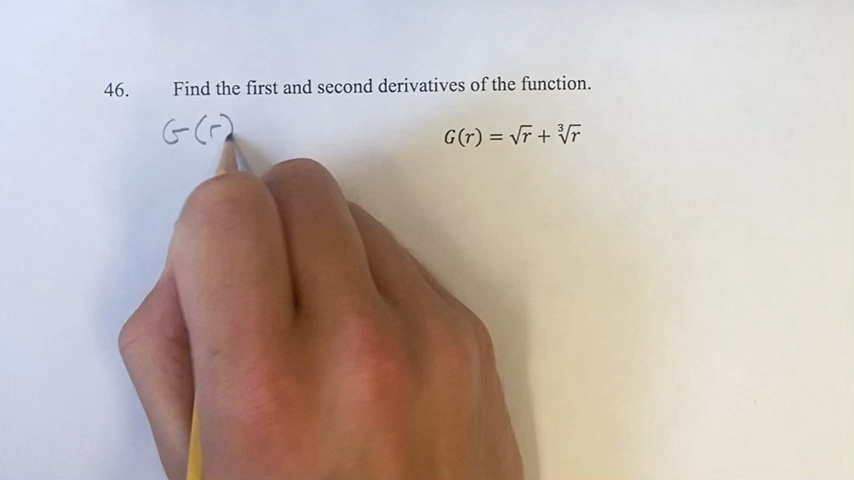 46. Find the first and second derivatives of the function.
G(r) G(r) = √r + ∛r